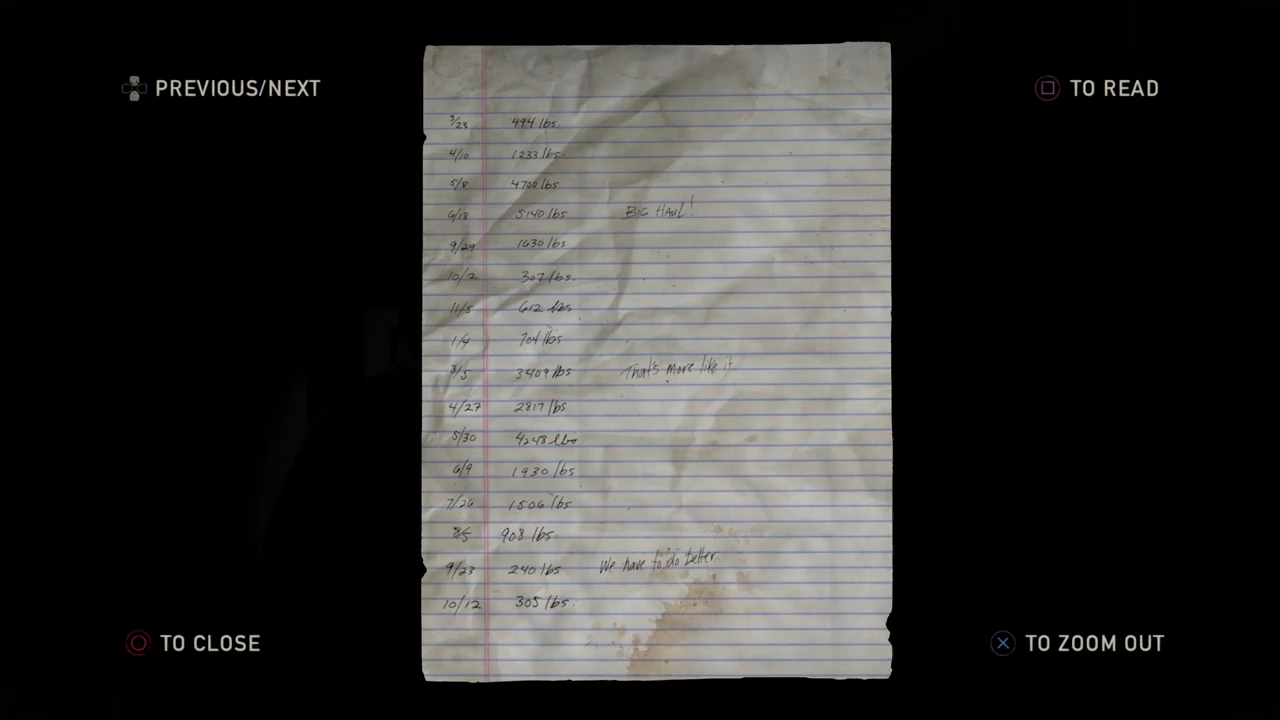 PREVIOUS/NEXT
TO READ
3/23 494 lbs.
4/10 1233 lbs.
5/8 4700 lbs
6/18 5140 lbs BIG HAUL!
9/29 1630 lbs
10/2 307 lbs.
11/5 612 lbs
1/4 704 lbs
3/5 3409 lbs That's more like it.
4/27 2817 lbs
5/30 4248 lbs
6/9 1930 lbs
7/26 1506 lbs
908 lbs.
9/23 240 lbs We have to do better.
10/12 305 lbs.
TO CLOSE
TO ZOOM OUT